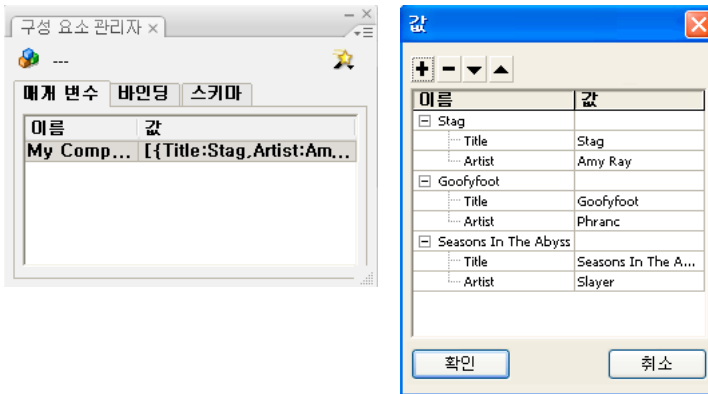 구성 요소 관리자 ×
---
매개 변수 바인딩 스키마
이름 값
My Comp... [{Title:Stag,Artist:Am...
값
이름 값
Stag
Title Stag
Artist Amy Ray
Goofyfoot
Title Goofyfoot
Artist Phranc
Seasons In The Abyss
Title Seasons In The A...
Artist Slayer
확인 취소